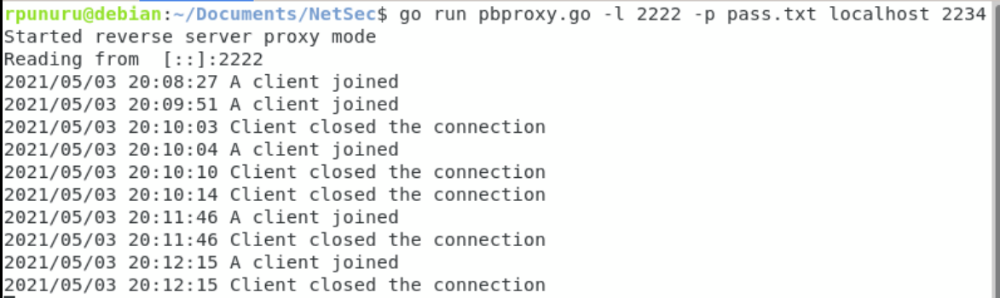 rpunuru@debian:~/Documents/NetSec$ go run pbproxy.go -l 2222 -p pass.txt localhost 2234
Started reverse server proxy mode
Reading from  [::]:2222
2021/05/03 20:08:27 A client joined
2021/05/03 20:09:51 A client joined
2021/05/03 20:10:03 Client closed the connection
2021/05/03 20:10:04 A client joined
2021/05/03 20:10:10 Client closed the connection
2021/05/03 20:10:14 Client closed the connection
2021/05/03 20:11:46 A client joined
2021/05/03 20:11:46 Client closed the connection
2021/05/03 20:12:15 A client joined
2021/05/03 20:12:15 Client closed the connection